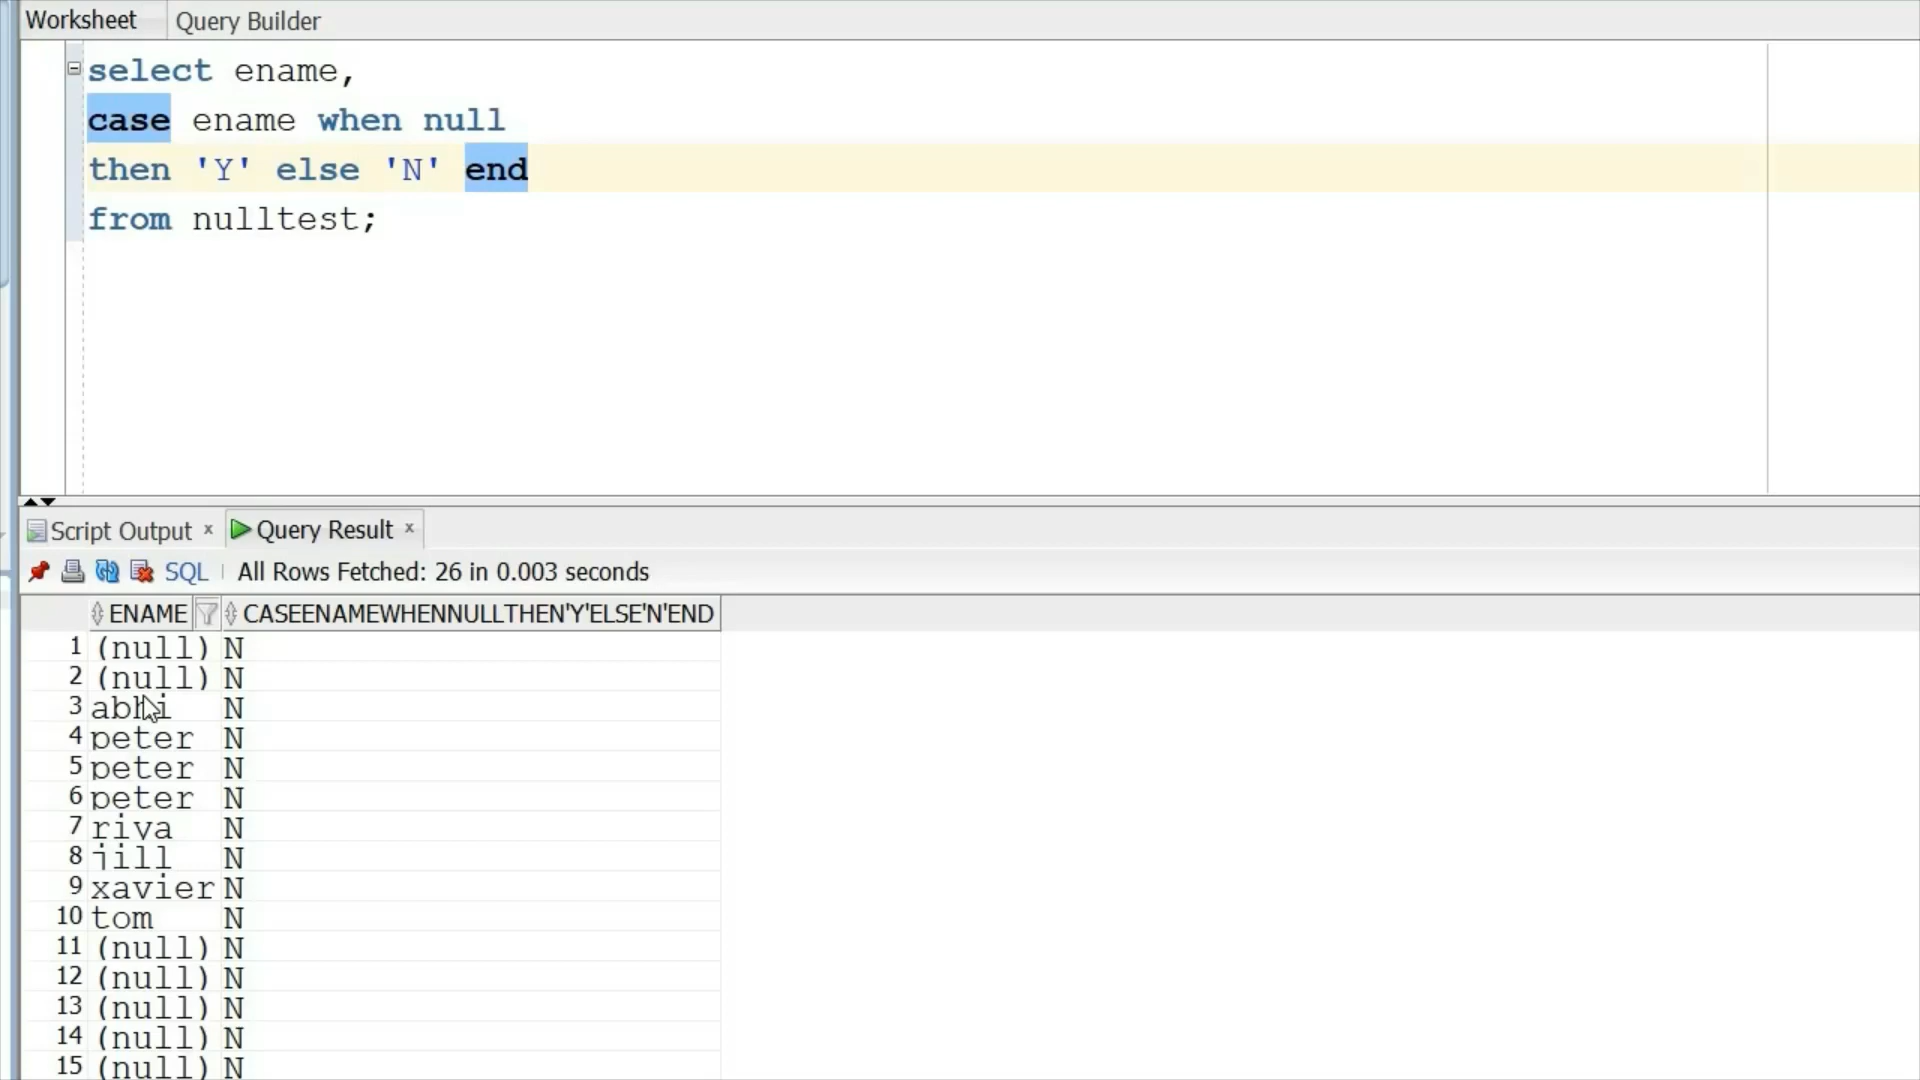 Worksheet Query Builder
select ename,
case ename when null
then 'Y' else 'N' end
from nulltest;
Script Output x Query Result x
SQL All Rows Fetched: 26 in 0.003 seconds
ENAME CASEENAMEWHENNULLTHEN'Y'ELSE'N'END
1 (null) N
2 (null) N
3 abhi N
4 peter N
5 peter N
6 peter N
7 riva N
8 jill N
9 xavier N
10 tom N
11 (null) N
12 (null) N
13 (null) N
14 (null) N
15 (null) N